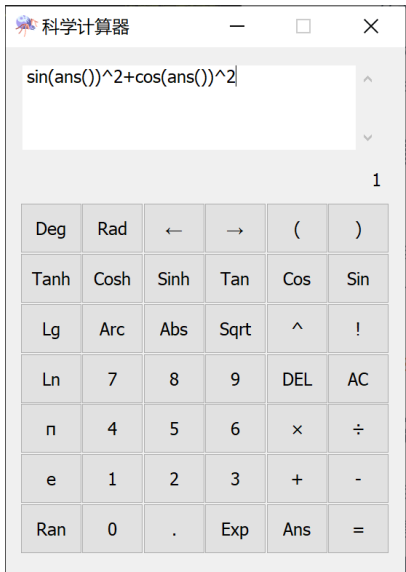 科学计算器
sin(ans())^2+cos(ans())^2
1
Deg Rad ← → ( )
Tanh Cosh Sinh Tan Cos Sin
Lg Arc Abs Sqrt ^ !
Ln 7 8 9 DEL AC
π 4 5 6 × ÷
e 1 2 3 + -
Ran 0 . Exp Ans =